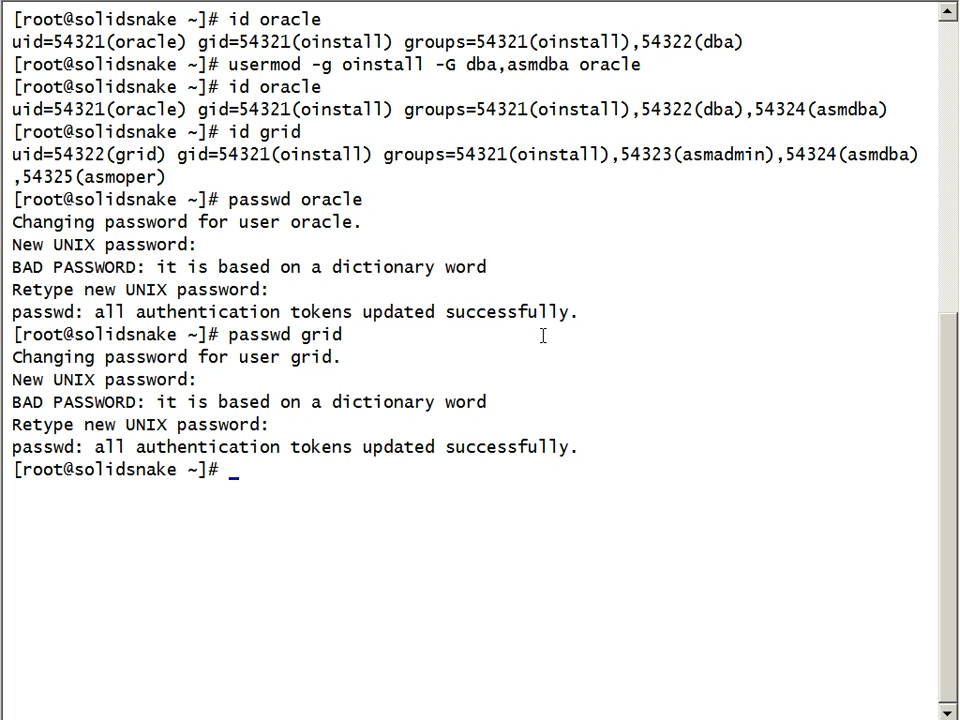 [root@solidsnake ~]# id oracle
uid=54321(oracle) gid=54321(oinstall) groups=54321(oinstall),54322(dba)
[root@solidsnake ~]# usermod -g oinstall -G dba,asmdba oracle
[root@solidsnake ~]# id oracle
uid=54321(oracle) gid=54321(oinstall) groups=54321(oinstall),54322(dba),54324(asmdba)
[root@solidsnake ~]# id grid
uid=54322(grid) gid=54321(oinstall) groups=54321(oinstall),54323(asmadmin),54324(asmdba)
,54325(asmoper)
[root@solidsnake ~]# passwd oracle
Changing password for user oracle.
New UNIX password:
BAD PASSWORD: it is based on a dictionary word
Retype new UNIX password:
passwd: all authentication tokens updated successfully.
[root@solidsnake ~]# passwd grid
Changing password for user grid.
New UNIX password:
BAD PASSWORD: it is based on a dictionary word
Retype new UNIX password:
passwd: all authentication tokens updated successfully.
[root@solidsnake ~]# _